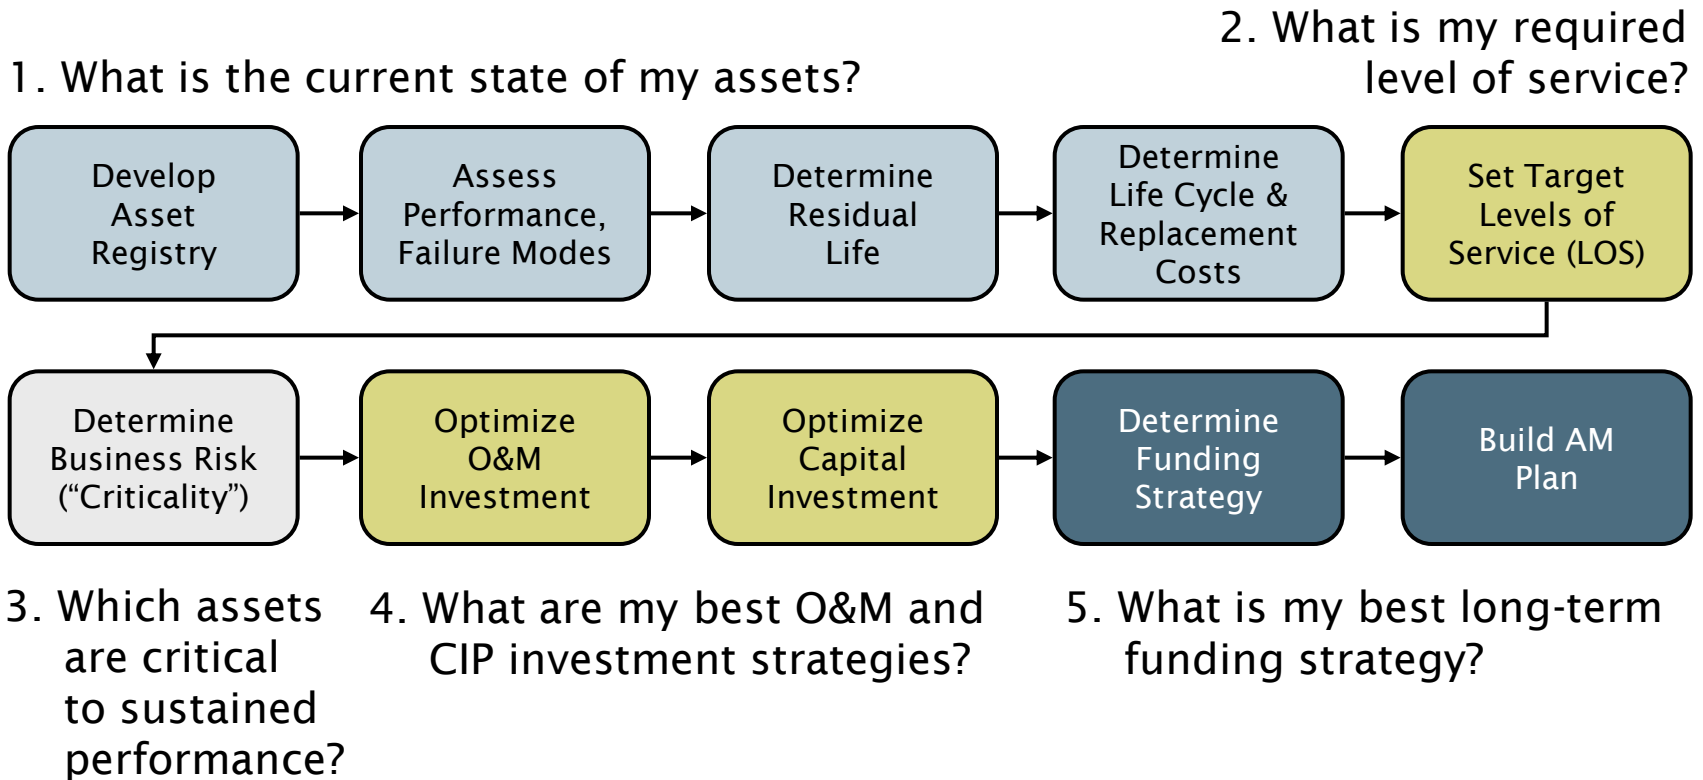 1. What is the current state of my assets?
2. What is my required
level of service?
Develop
Asset
Registry
Assess
Performance,
Failure Modes
Determine
Residual
Life
Determine
Life Cycle &
Replacement
Costs
Set Target
Levels of
Service (LOS)
Determine
Business Risk
(“Criticality”)
Optimize
O&M
Investment
Optimize
Capital
Investment
Determine
Funding
Strategy
Build AM
Plan
3. Which assets
are critical
to sustained
performance?
4. What are my best O&M and
CIP investment strategies?
5. What is my best long-term
funding strategy?